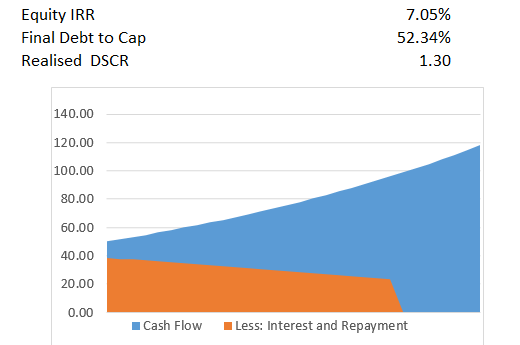 Equity IRR 7.05%
Final Debt to Cap 52.34%
Realised  DSCR 1.30
140.00
120.00
100.00
80.00
60.00
40.00
20.00
0.00
Cash Flow Less: Interest and Repayment